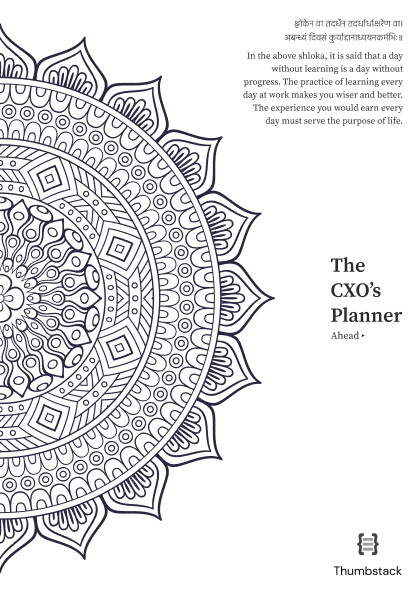 श्लोकेन वा तदर्धेन तदर्धार्धाक्षरेण वा।
अबन्ध्यं दिवसं कुर्याद्दानाध्ययनकर्मभिः॥
In the above shloka, it is said that a day
without learning is a day without
progress. The practice of learning every
day at work makes you wiser and better.
The experience you would earn every
day must serve the purpose of life.
The
CXO's
Planner
Ahead ▸
Thumbstack